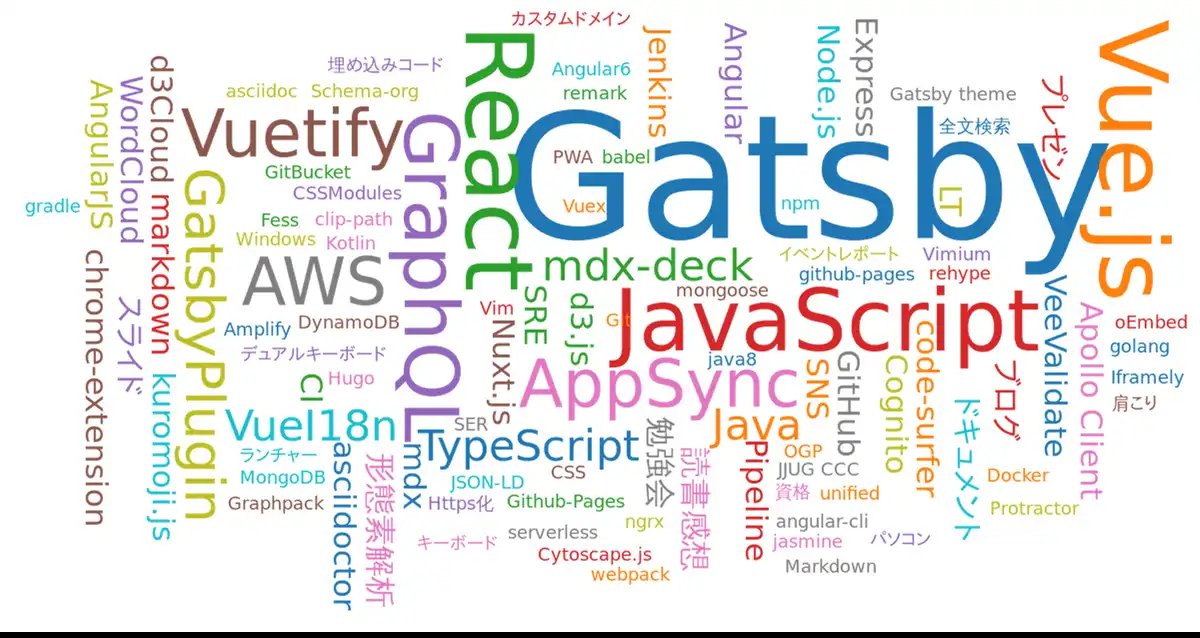 カスタムドメイン
React
Jenkins
Angular
Node.js
Express
Vue.js
d3Cloud
埋め込みコード
Angular6
WordCloud
AngularJS
asciidoc
Schema-org
remark
Gatsby theme
プレゼン
Vuetify
GraphQL
Gatsby
全文検索
PWA
babel
GitBucket
GatsbyPlugin
CSSModules
markdown
gradle
Fess
clip-path
Vuex
npm
LT
Windows
Kotlin
AWS
mdx-deck
イベントレポート
Vimium
github-pages
rehype
chrome-extension
スライド
SRE
d3.js
mongoose
JavaScript
VeeValidate
Apollo Client
Vim
Git
Amplify
DynamoDB
Nuxt.js
code-surfer
oEmbed
デュアルキーボード
java8
golang
kuromoji.js
CI
Hugo
AppSync
SNS
GitHub
Cognito
ブログ
Iframely
ドキュメント
肩こり
VueI18n
SER
TypeScript
勉強会
Java
asciidoctor
mdx
ランチャー
形態素解析
読書感想
Pipeline
OGP
MongoDB
JSON-LD
CSS
JJUG CCC
Docker
Graphpack
Https化
Github-Pages
資格
unified
Protractor
キーボード
serverless
ngrx
angular-cli
Cytoscape.js
jasmine
パソコン
webpack
Markdown